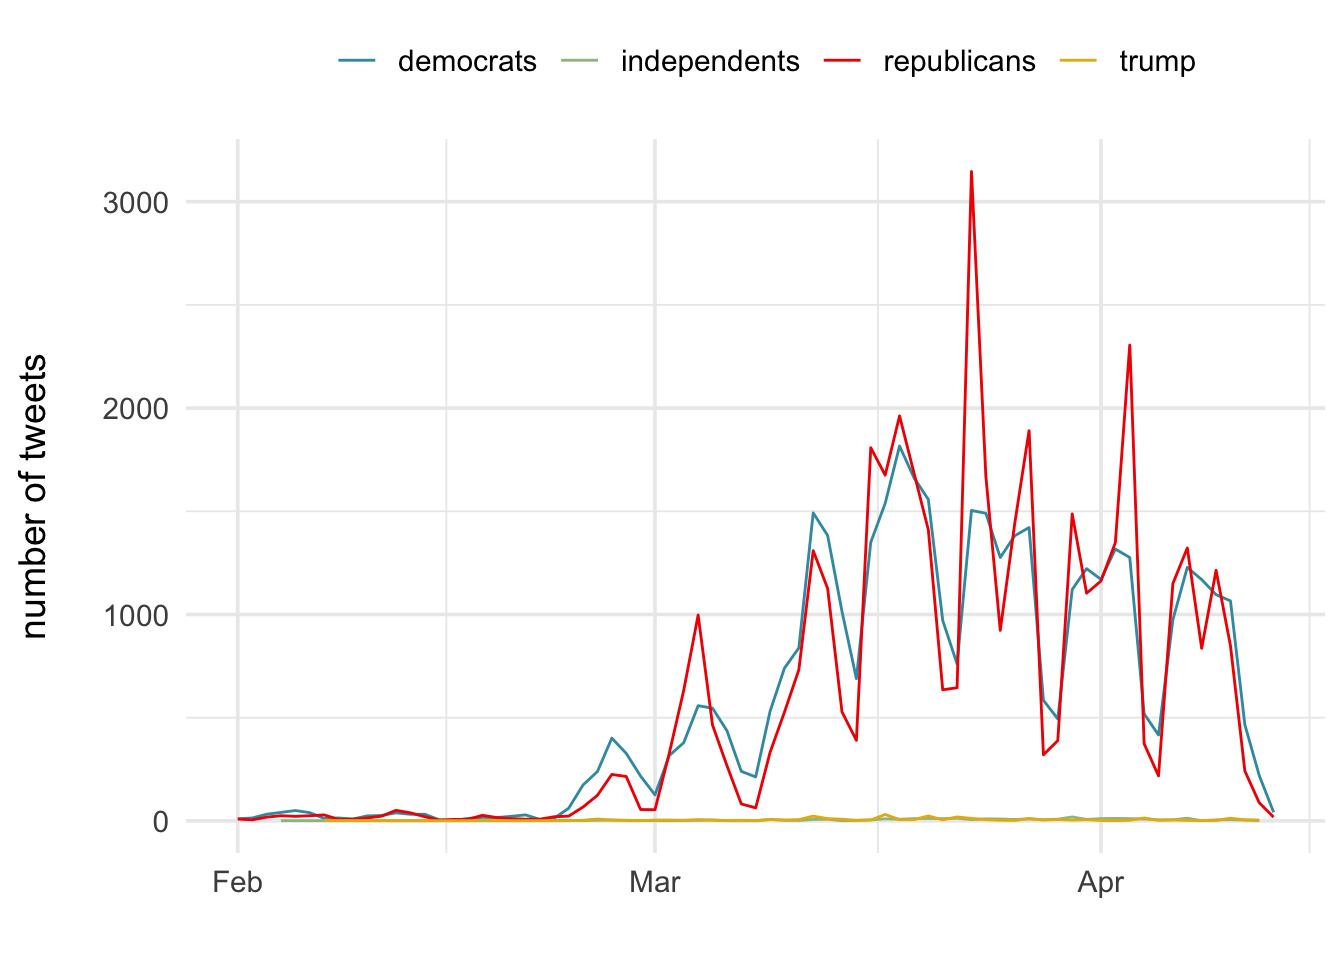 democrats independents republicans trump
3000
2000
1000
0
number of tweets
Feb Mar Apr